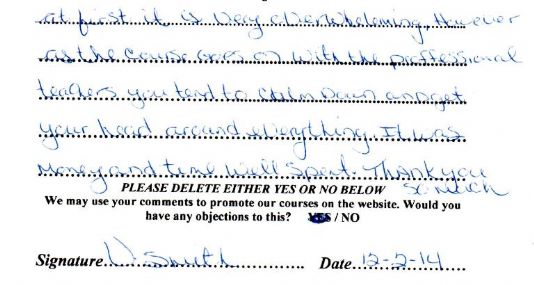 at first it is very overwhelming, However
as the course goes on with the proffessional
teachers you tend to calm down and get
your head around everything. It was
money and time well spent. Thank you
so much
PLEASE DELETE EITHER YES OR NO BELOW
We may use your comments to promote our courses on the website. Would you
have any objections to this? YES / NO
Signature Smith Date 12-2-14